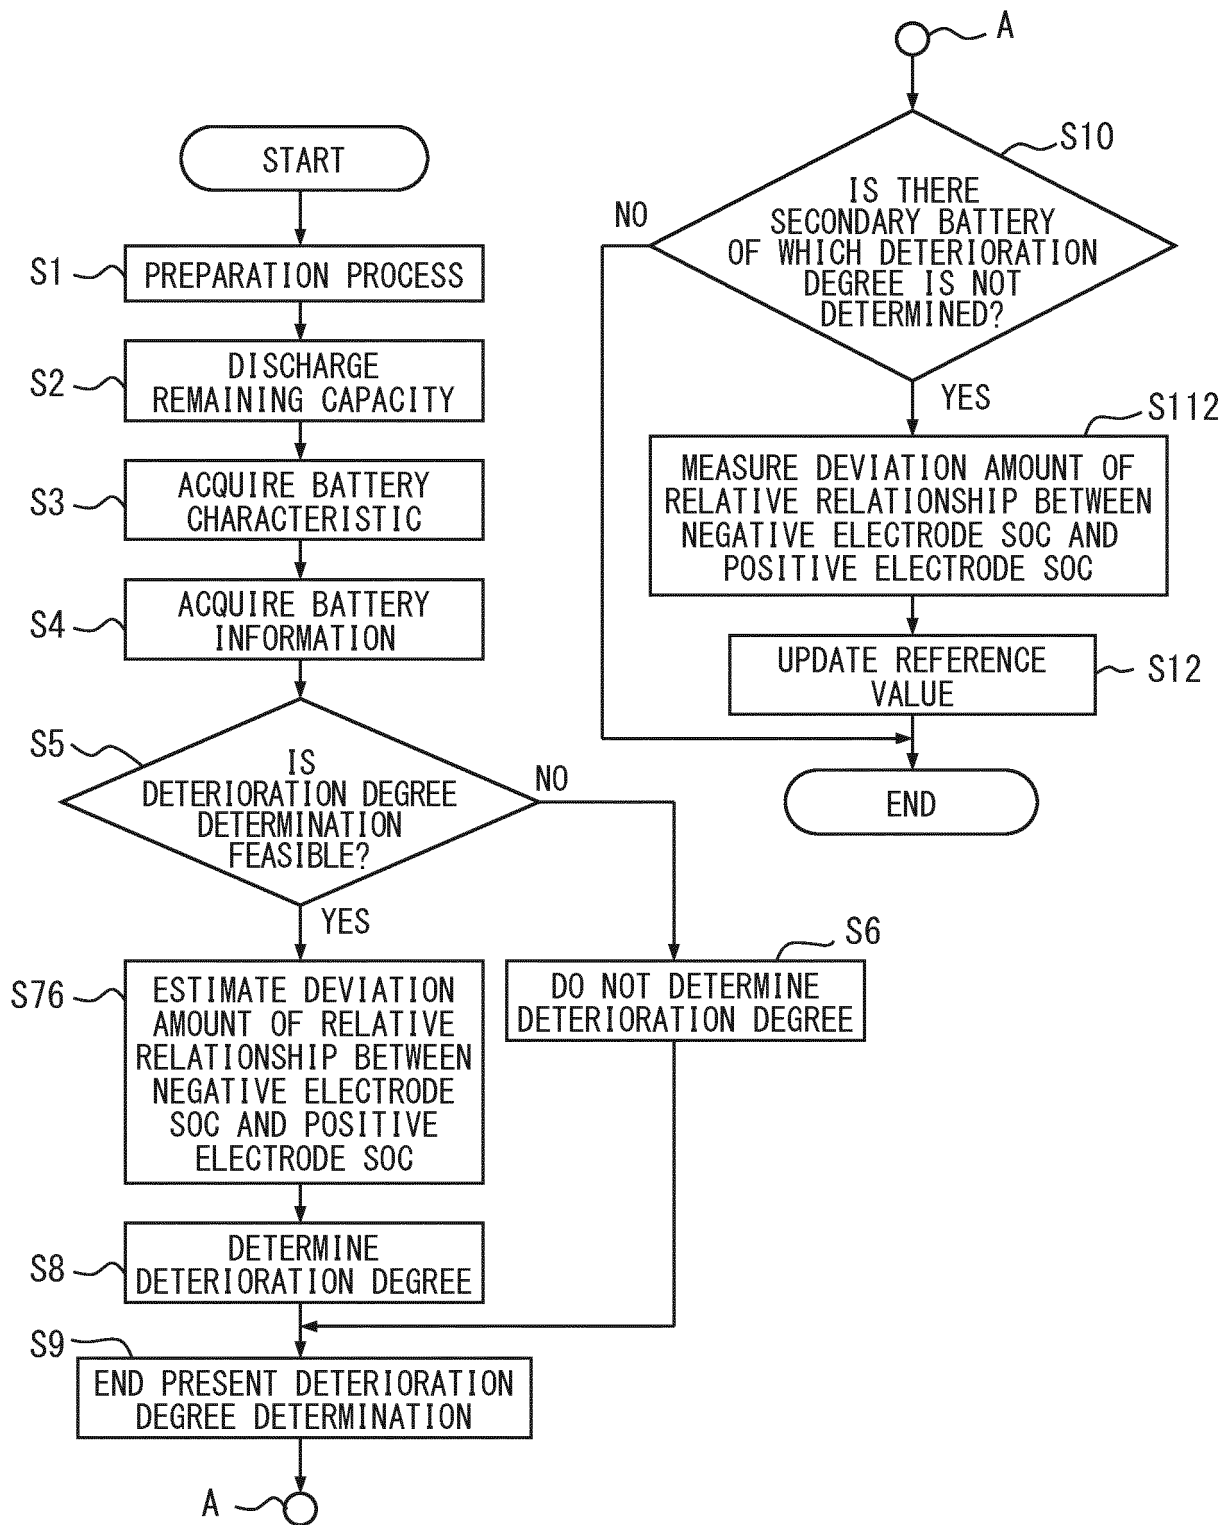 START
S1
PREPARATION PROCESS
S2
DISCHARGE
REMAINING CAPACITY
S3
ACQUIRE BATTERY
CHARACTERISTIC
S4
ACQUIRE BATTERY
INFORMATION
S5
IS
DETERIORATION DEGREE
DETERMINATION
FEASIBLE?
NO
YES
S6
DO NOT DETERMINE
DETERIORATION DEGREE
S76
ESTIMATE DEVIATION
AMOUNT OF RELATIVE
RELATIONSHIP BETWEEN
NEGATIVE ELECTRODE
SOC AND POSITIVE
ELECTRODE SOC
S8
DETERMINE
DETERIORATION DEGREE
S9
END PRESENT DETERIORATION
DEGREE DETERMINATION
A
A
S10
IS THERE
SECONDARY BATTERY
OF WHICH DETERIORATION
DEGREE IS NOT
DETERMINED?
NO
YES
S112
MEASURE DEVIATION AMOUNT OF
RELATIVE RELATIONSHIP BETWEEN
NEGATIVE ELECTRODE SOC AND
POSITIVE ELECTRODE SOC
S12
UPDATE REFERENCE
VALUE
END